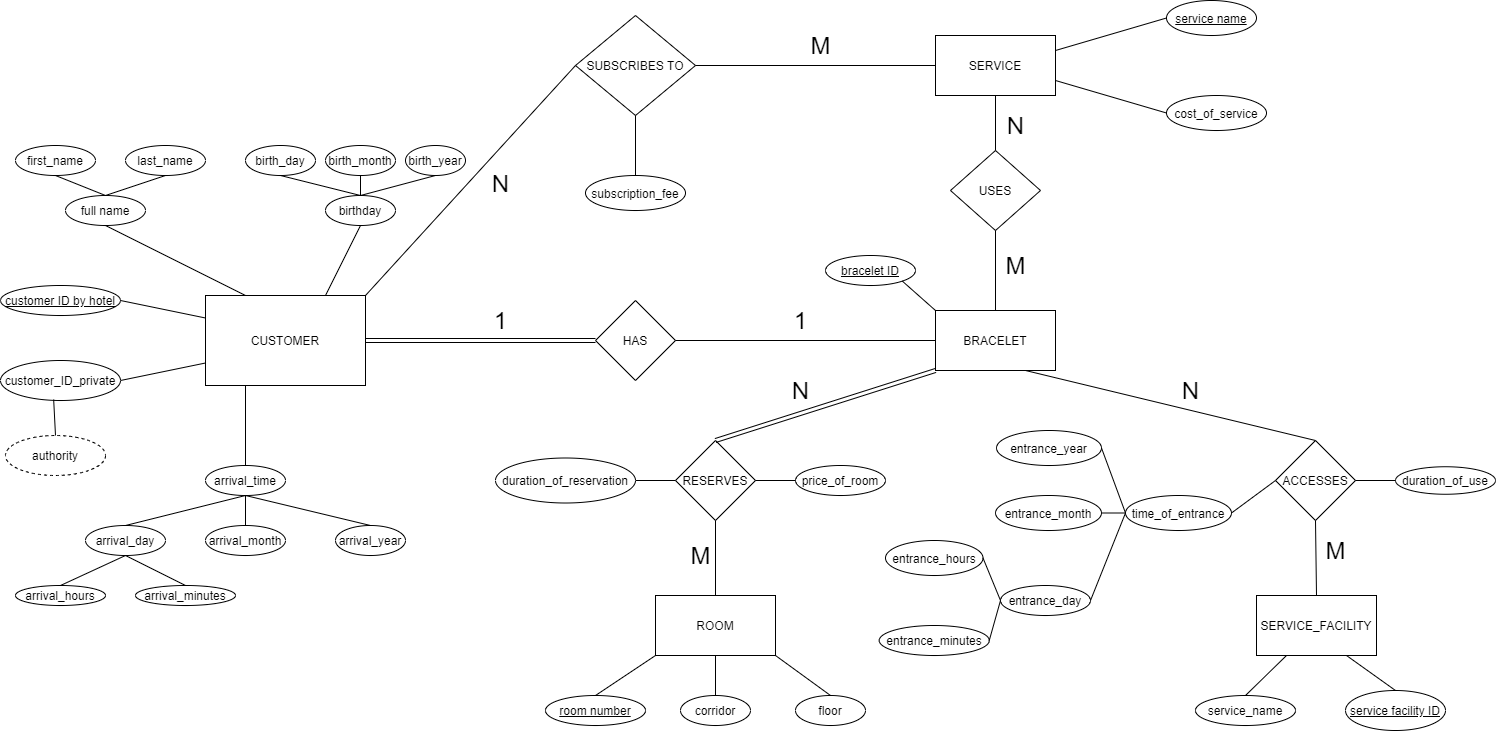 service name
M
SUBSCRIBES TO
SERVICE
cost_of_service
N
first_name
last_name
birth_day
birth_month
birth_year
N
USES
subscription_fee
full name
birthday
M
bracelet ID
customer ID by hotel
1
1
CUSTOMER
HAS
BRACELET
customer_ID_private
N
N
authority
entrance_year
arrival_time
duration_of_reservation
RESERVES
price_of_room
ACCESSES
duration_of_use
entrance_month
time_of_entrance
arrival_day
arrival_month
arrival_year
M
M
entrance_hours
arrival_hours
arrival_minutes
entrance_day
ROOM
SERVICE_FACILITY
entrance_minutes
room number
corridor
floor
service_name
service facility ID